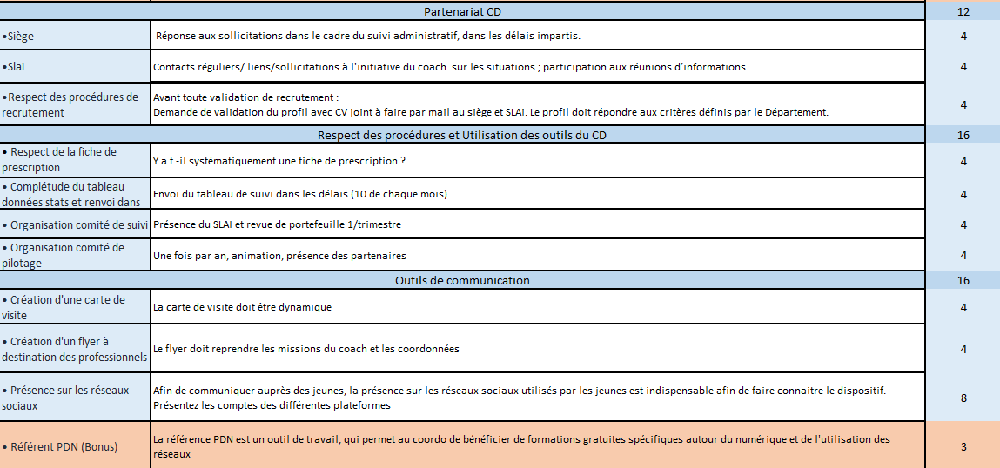 Partenariat CD 12
•Siège Réponse aux sollicitations dans le cadre du suivi administratif, dans les délais impartis. 4
•Slai Contacts réguliers/ liens/sollicitations à l'initiative du coach sur les situations ; participation aux réunions d'informations. 4
•Respect des procédures de
recrutement
Avant toute validation de recrutement :
Demande de validation du profil avec CV joint à faire par mail au siège et SLAi. Le profil doit répondre aux critères définis par le Département.
4
Respect des procédures et Utilisation des outils du CD 16
• Respect de la fiche de
prescription
Y a t -il systématiquement une fiche de prescription ? 4
• Complétude du tableau
données stats et renvoi dans
Envoi du tableau de suivi dans les délais (10 de chaque mois) 4
• Organisation comité de suivi Présence du SLAI et revue de portefeuille 1/trimestre 4
• Organisation comité de
pilotage
Une fois par an, animation, présence des partenaires 4
Outils de communication 16
• Création d'une carte de
visite
La carte de visite doit être dynamique 4
• Création d'un flyer à
destination des professionnels
Le flyer doit reprendre les missions du coach et les coordonnées 4
• Présence sur les réseaux
sociaux
Afin de communiquer auprès des jeunes, la présence sur les réseaux sociaux utilisés par les jeunes est indispensable afin de faire connaitre le dispositif.
Présentez les comptes des différentes plateformes
8
• Référent PDN (Bonus)
La référence PDN est un outil de travail, qui permet au coordo de bénéficier de formations gratuites spécifiques autour du numérique et de l'utilisation des
réseaux
3